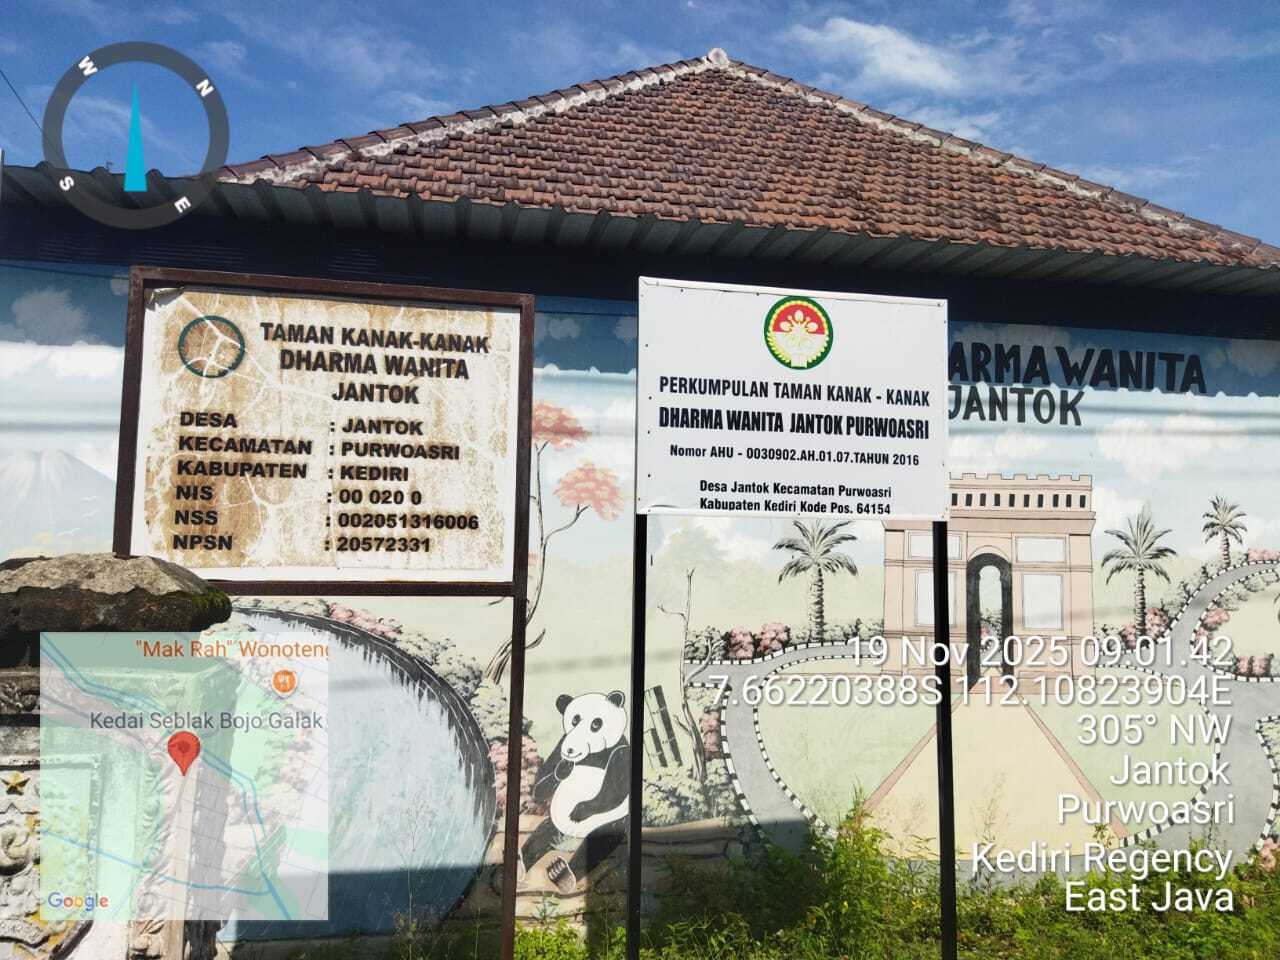 W
N
S
E
TAMAN KANAK-KANAK
DHARMA WANITA
JANTOK
DESA : JANTOK
KECAMATAN : PURWOASRI
KABUPATEN : KEDIRI
NIS : 00 020 0
NSS : 002051316006
NPSN : 20572331
PERKUMPULAN TAMAN KANAK - KANAK
DHARMA WANITA JANTOK PURWOASRI
Nomor AHU - 0030902.AH.01.07.TAHUN 2016
Desa Jantok Kecamatan Purwoasri
Kabupaten Kediri Kode Pos. 64154
ARMA WANITA
JANTOK
"Mak Rah" Wonoteng
Kedai Seblak Bojo Galak
Google
19 Nov 2025 09.01.42
7.66220388S 112.10823904E
305° NW
Jantok
Purwoasri
Kediri Regency
East Java